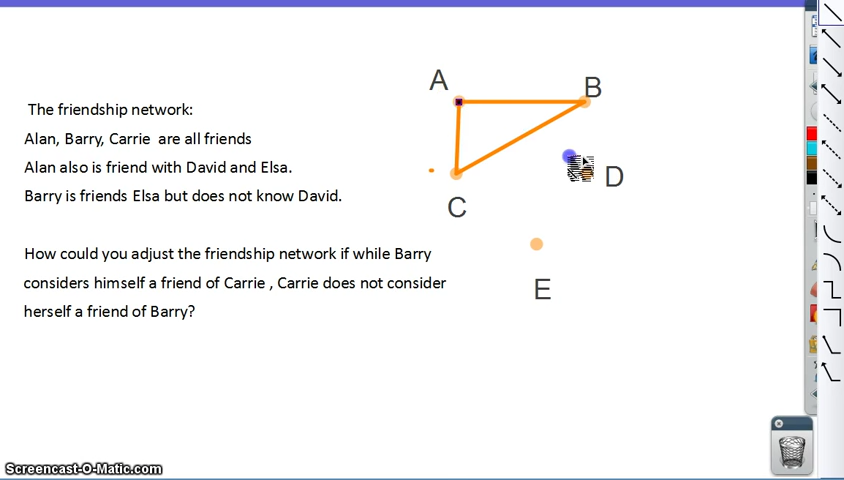 The friendship network:
Alan, Barry, Carrie are all friends
Alan also is friend with David and Elsa.
Barry is friends Elsa but does not know David.
How could you adjust the friendship network if while Barry
considers himself a friend of Carrie , Carrie does not consider
herself a friend of Barry?
A
B
C
D
E
Screencast-O-Matic.com